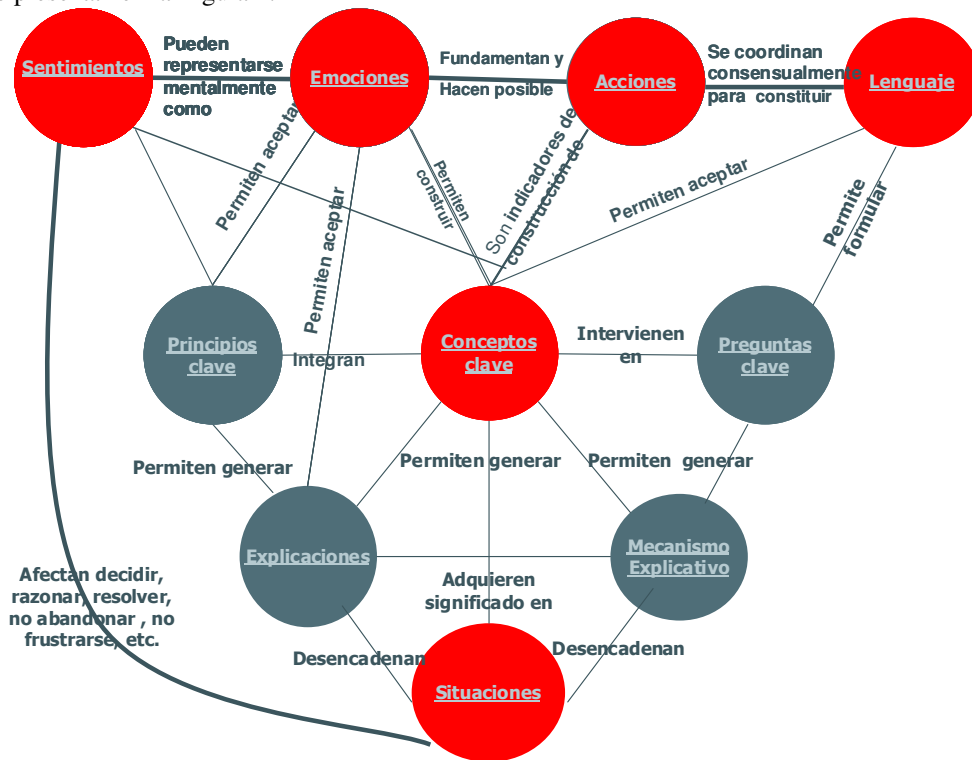 Sentimientos
Pueden
representarse
mentalmente
como
Emociones
Fundamentan y
Hacen posible
Acciones
Se coordinan
consensualmente
para constituir
Lenguaje
Permiten aceptar
Permiten aceptar
Permiten
construir
Son indicadores de
construcción de
Permiten aceptar
Permite
formular
Principios
clave
Integran
Conceptos
clave
Intervienen
en
Preguntas
clave
Permiten generar
Permiten generar
Permiten generar
Explicaciones
Mecanismo
Explicativo
Afectan decidir,
razonar, resolver,
no abandonar , no
frustrarse, etc.
Adquieren
significado en
Desencadenan
Desencadenan
Situaciones